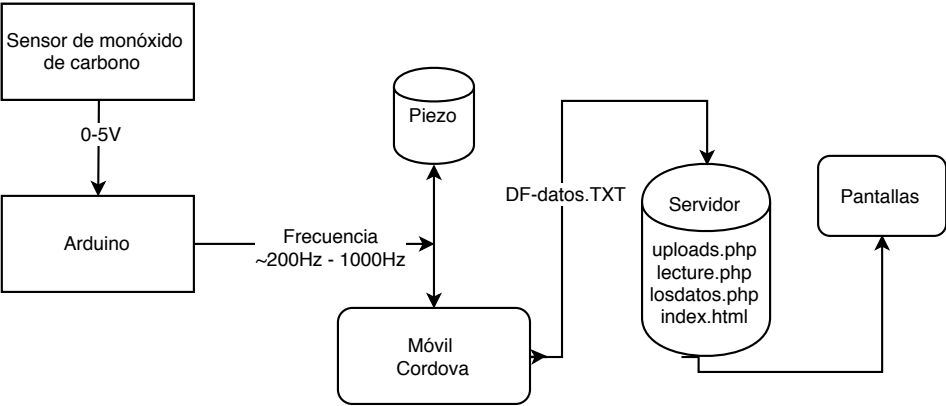 Sensor de monóxido
de carbono
0-5V
Arduino
Frecuencia
~200Hz - 1000Hz
Piezo
Móvil
Cordova
DF-datos.TXT
Servidor
uploads.php
lecture.php
losdatos.php
index.html
Pantallas